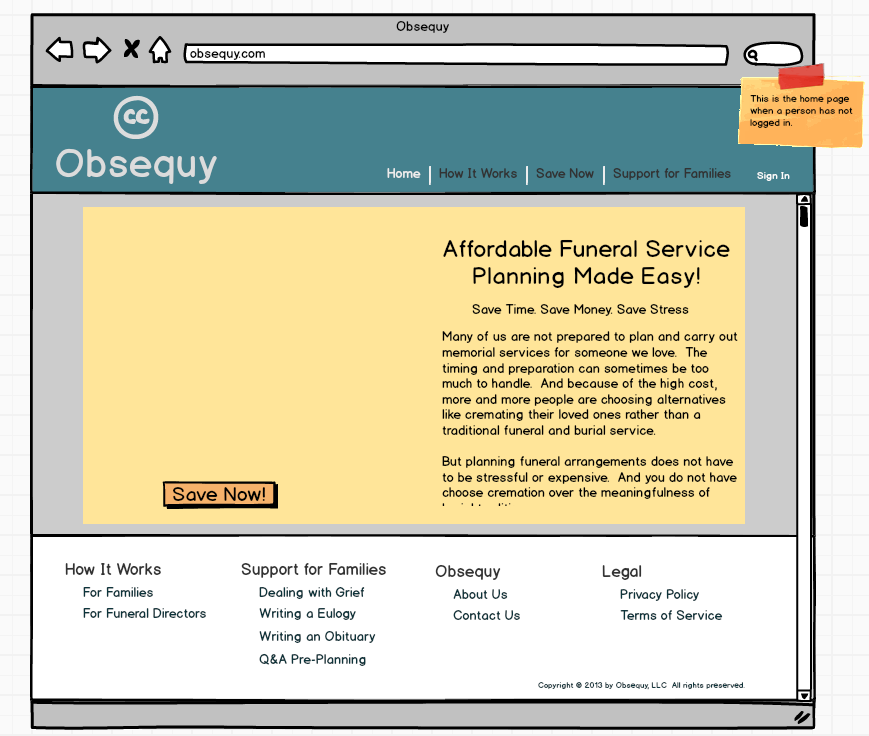 Obsequy
obsequy.com
This is the home page
when a person has not
logged in.
cc
Obsequy
Home
How It Works
Save Now
Support for Families
Sign In
Affordable Funeral Service
Planning Made Easy!
Save Time. Save Money. Save Stress
Many of us are not prepared to plan and carry out
memorial services for someone we love.  The
timing and preparation can sometimes be too
much to handle.  And because of the high cost,
more and more people are choosing alternatives
like cremating their loved ones rather than a
traditional funeral and burial service.
But planning funeral arrangements does not have
to be stressful or expensive.  And you do not have
choose cremation over the meaningfulness of
Save Now!
How It Works
For Families
For Funeral Directors
Support for Families
Dealing with Grief
Writing a Eulogy
Writing an Obituary
Q&A Pre-Planning
Obsequy
About Us
Contact Us
Legal
Privacy Policy
Terms of Service
Copyright © 2013 by Obsequy, LLC  All rights preserved.